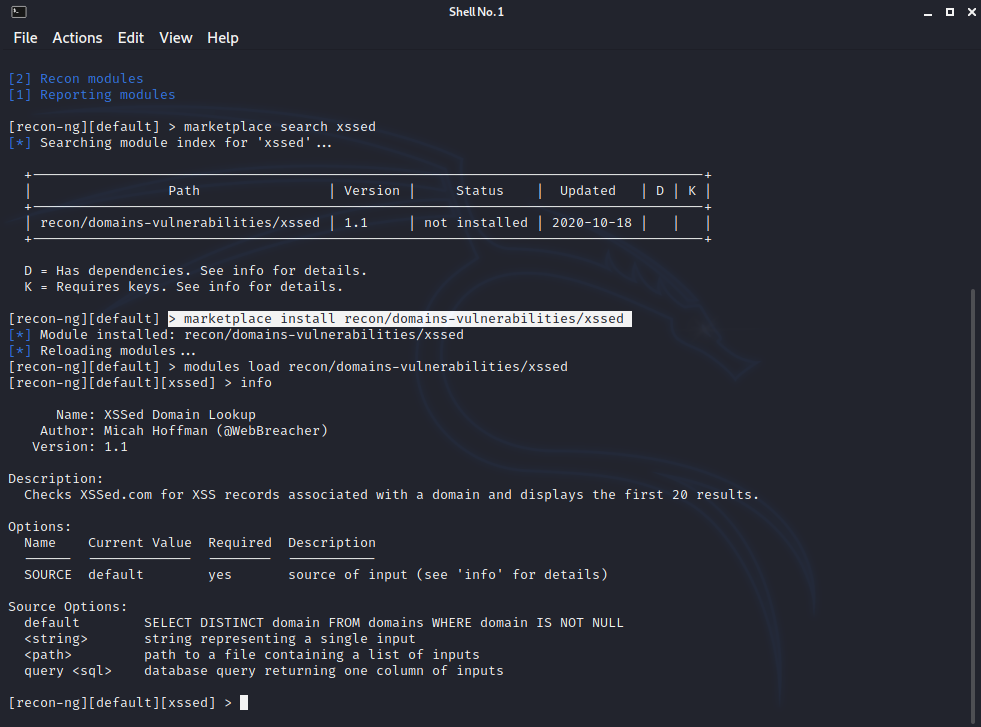 Shell No. 1
File Actions Edit View Help
[2] Recon modules
[1] Reporting modules
[recon-ng][default] > marketplace search xssed
[*] Searching module index for 'xssed'...
Path | Version | Status | Updated | D | K |
recon/domains-vulnerabilities/xssed | 1.1 | not installed | 2020-10-18 | | |
D = Has dependencies. See info for details.
K = Requires keys. See info for details.
[recon-ng][default] > marketplace install recon/domains-vulnerabilities/xssed
[*] Module installed: recon/domains-vulnerabilities/xssed
[*] Reloading modules...
[recon-ng][default] > modules load recon/domains-vulnerabilities/xssed
[recon-ng][default][xssed] > info
Name: XSSed Domain Lookup
Author: Micah Hoffman (@WebBreacher)
Version: 1.1
Description:
Checks XSSed.com for XSS records associated with a domain and displays the first 20 results.
Options:
Name Current Value Required Description
SOURCE default yes source of input (see 'info' for details)
Source Options:
default SELECT DISTINCT domain FROM domains WHERE domain IS NOT NULL
<string> string representing a single input
<path> path to a file containing a list of inputs
query <sql> database query returning one column of inputs
[recon-ng][default][xssed] >